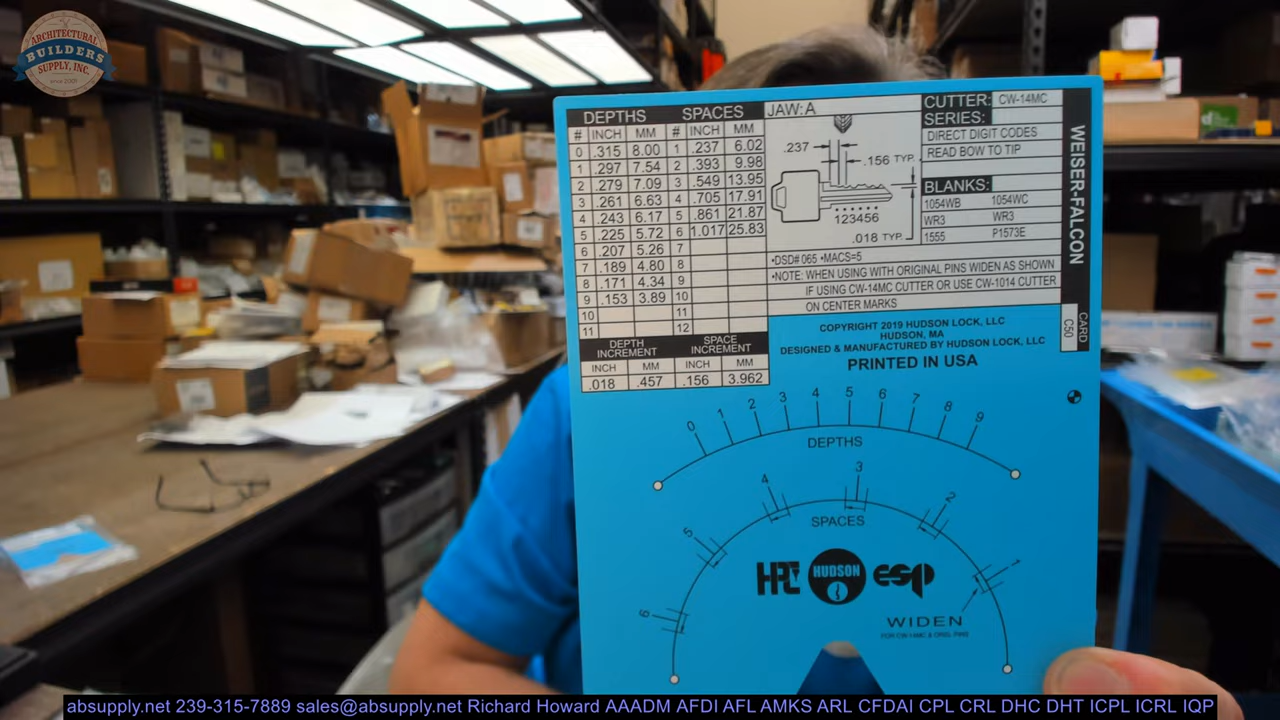 ARCHITECTURAL
BUILDERS
SUPPLY, INC.
since 2001
DEPTHS SPACES
# INCH MM # INCH MM
0 .315 8.00 1 .237 6.02
1 .297 7.54 2 .393 9.98
2 .279 7.09 3 .549 13.95
3 .261 6.63 4 .705 17.91
4 .243 6.17 5 .861 21.87
5 .225 5.72 6 1.017 25.83
6 .207 5.26 7
7 .189 4.80 8
8 .171 4.34 9
9 .153 3.89 10
10 11
11 12
DEPTH INCREMENT SPACE INCREMENT
INCH MM INCH MM
.018 .457 .156 3.962
JAW: A
.237
.156 TYP.
123456
.018 TYP.
CUTTER: CW-14MC
SERIES:
DIRECT DIGIT CODES
READ BOW TO TIP
BLANKS:
1054WB 1054WC
WR3 WR3
1555 P1573E
•DSD# 065 •MACS=5
•NOTE: WHEN USING WITH ORIGINAL PINS WIDEN AS SHOWN
IF USING CW-14MC CUTTER OR USE CW-1014 CUTTER
ON CENTER MARKS
WEISER-FALCON
CARD
C50
COPYRIGHT 2019 HUDSON LOCK, LLC
HUDSON, MA
DESIGNED & MANUFACTURED BY HUDSON LOCK, LLC
PRINTED IN USA
0 1 2 3 4 5 6 7 8 9
DEPTHS
6 5 4 3 2 1
SPACES
HPC HUDSON esp
WIDEN
FOR CW-14MC & ORIG. PINS
absupply.net 239-315-7889 sales@absupply.net Richard Howard AAADM AFDI AFL AMKS ARL CFDAI CPL CRL DHC DHT ICPL ICRL IQP